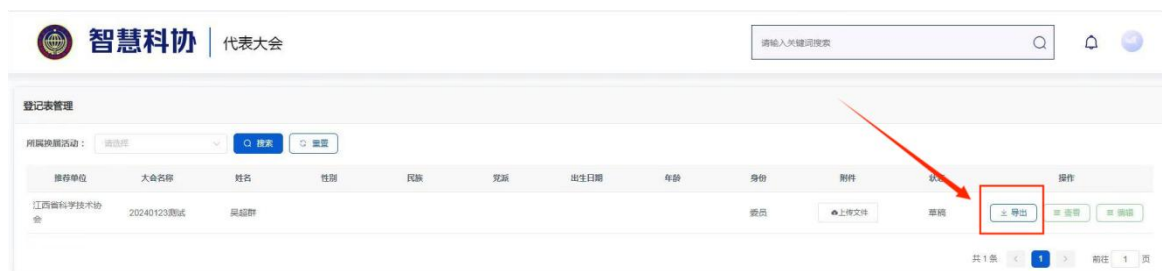 智慧科协 代表大会 请输入关键词搜索
登记表管理
所属换届活动： 请选择 搜索 重置
推荐单位 大会名称 姓名 性别 民族 党派 出生日期 年龄 身份 附件 操作
江西省科学技术协会 20240123测试 吴超群 委员 上传文件 草稿 导出 查看 编辑
共1条 < 1 > 前往 1 页